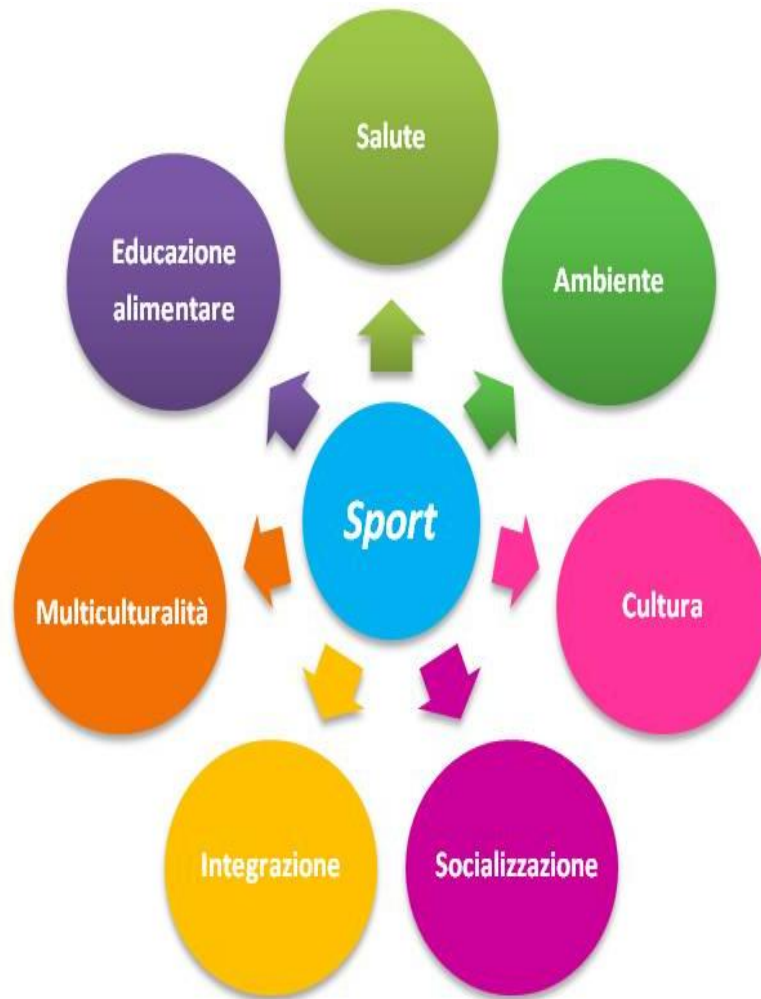 Salute
Ambiente
Educazione
alimentare
Sport
Multiculturalità
Cultura
Integrazione
Socializzazione